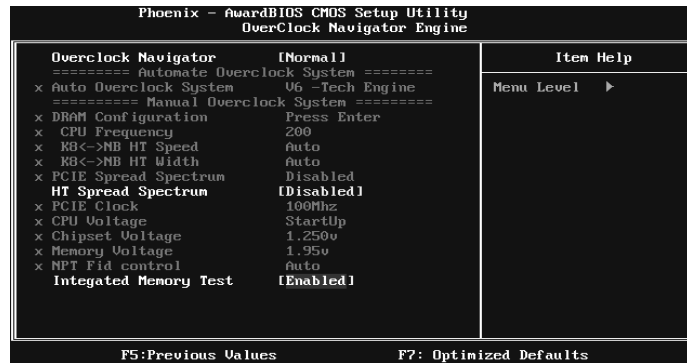 Phoenix - AwardBIOS CMOS Setup Utility
OverClock Navigator Engine
Overclock Navigator [Normal]
========= Automate Overclock System ========
x Auto Overclock System V6 -Tech Engine
========== Manual Overclock System =========
x DRAM Configuration Press Enter
x CPU Frequency 200
x K8<->NB HT Speed Auto
x K8<->NB HT Width Auto
x PCIE Spread Spectrum Disabled
HT Spread Spectrum [Disabled]
x PCIE Clock 100Mhz
x CPU Voltage StartUp
x Chipset Voltage 1.250v
x Memory Voltage 1.95v
x NPT Fid control Auto
Integated Memory Test [Enabled]
Item Help
Menu Level ▶
F5:Previous Values F7: Optimized Defaults